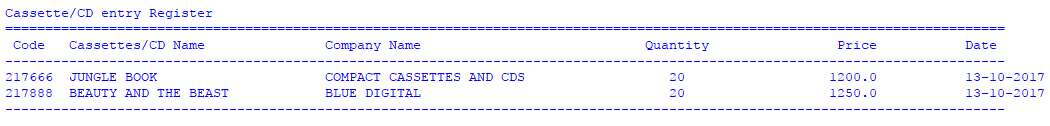 Cassette/CD entry Register
=============================================================================================================================
Code Cassettes/CD Name Company Name Quantity Price Date
-----------------------------------------------------------------------------------------------------------------------------
217666 JUNGLE BOOK COMPACT CASSETTES AND CDS 20 1200.0 13-10-2017
217888 BEAUTY AND THE BEAST BLUE DIGITAL 20 1250.0 13-10-2017
-----------------------------------------------------------------------------------------------------------------------------